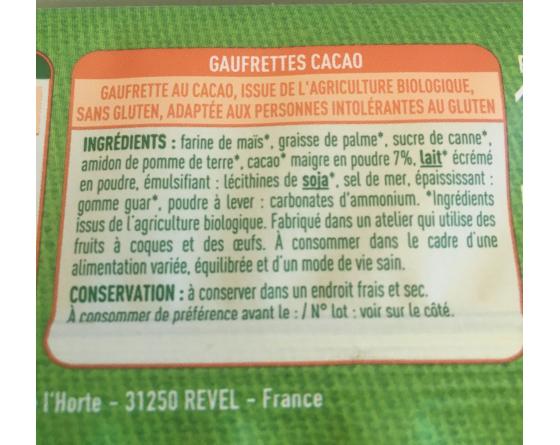 GAUFRETTES CACAO
GAUFRETTE AU CACAO, ISSUE DE L'AGRICULTURE BIOLOGIQUE,
SANS GLUTEN, ADAPTÉE AUX PERSONNES INTOLÉRANTES AU GLUTEN
INGRÉDIENTS : farine de maïs*, graisse de palme*, sucre de canne*,
amidon de pomme de terre*, cacao* maigre en poudre 7%, lait* écrémé
en poudre, émulsifiant : lécithines de soja*, sel de mer, épaississant :
gomme guar*, poudre à lever : carbonates d'ammonium. *Ingrédients
issus de l'agriculture biologique. Fabriqué dans un atelier qui utilise des
fruits à coques et des œufs. À consommer dans le cadre d'une
alimentation variée, équilibrée et d'un mode de vie sain.
CONSERVATION : à conserver dans un endroit frais et sec.
À consommer de préférence avant le : / N° lot : voir sur le côté.
l'Horte - 31250 REVEL - France